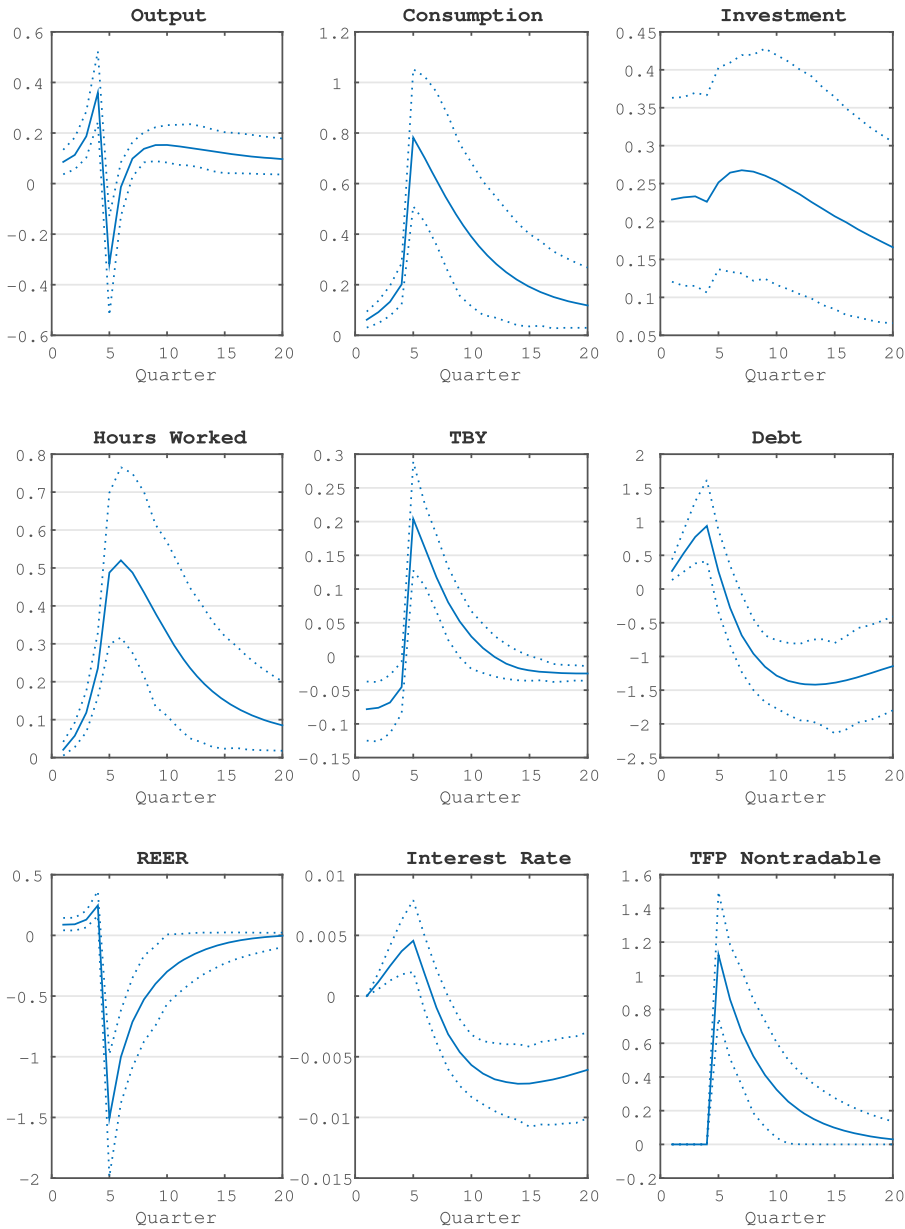 Output
0.6
0.4
0.2
0
-0.2
-0.4
-0.6
0 5 10 15 20
Quarter
Consumption
1.2
1
0.8
0.6
0.4
0.2
0
0 5 10 15 20
Quarter
Investment
0.45
0.4
0.35
0.3
0.25
0.2
0.15
0.1
0.05
0 5 10 15 20
Quarter
Hours Worked
0.8
0.7
0.6
0.5
0.4
0.3
0.2
0.1
0
0 5 10 15 20
Quarter
TBY
0.3
0.25
0.2
0.15
0.1
0.05
0
-0.05
-0.1
-0.15
0 5 10 15 20
Quarter
Debt
2
1.5
1
0.5
0
-0.5
-1
-1.5
-2
-2.5
0 5 10 15 20
Quarter
REER
0.5
0
-0.5
-1
-1.5
-2
0 5 10 15 20
Quarter
Interest Rate
0.01
0.005
0
-0.005
-0.01
-0.015
0 5 10 15 20
Quarter
TFP Nontradable
1.6
1.4
1.2
1
0.8
0.6
0.4
0.2
0
-0.2
0 5 10 15 20
Quarter